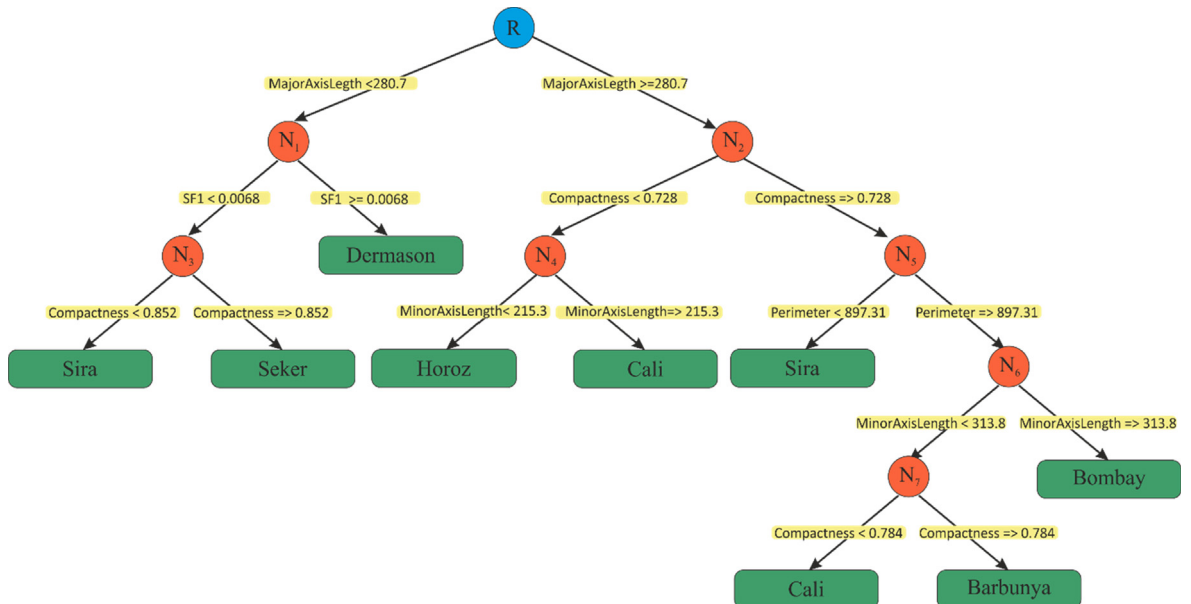 R
MajorAxisLegth <280.7
MajorAxisLegth >=280.7
N1
N2
SF1 < 0.0068
SF1 >= 0.0068
Compactness < 0.728
Compactness => 0.728
N3
Dermason
N4
N5
Compactness < 0.852
Compactness => 0.852
MinorAxisLength< 215.3
MinorAxisLength=> 215.3
Perimeter < 897.31
Perimeter => 897.31
Sira
Seker
Horoz
Cali
Sira
N6
MinorAxisLength < 313.8
MinorAxisLength => 313.8
N7
Bombay
Compactness < 0.784
Compactness => 0.784
Cali
Barbunya